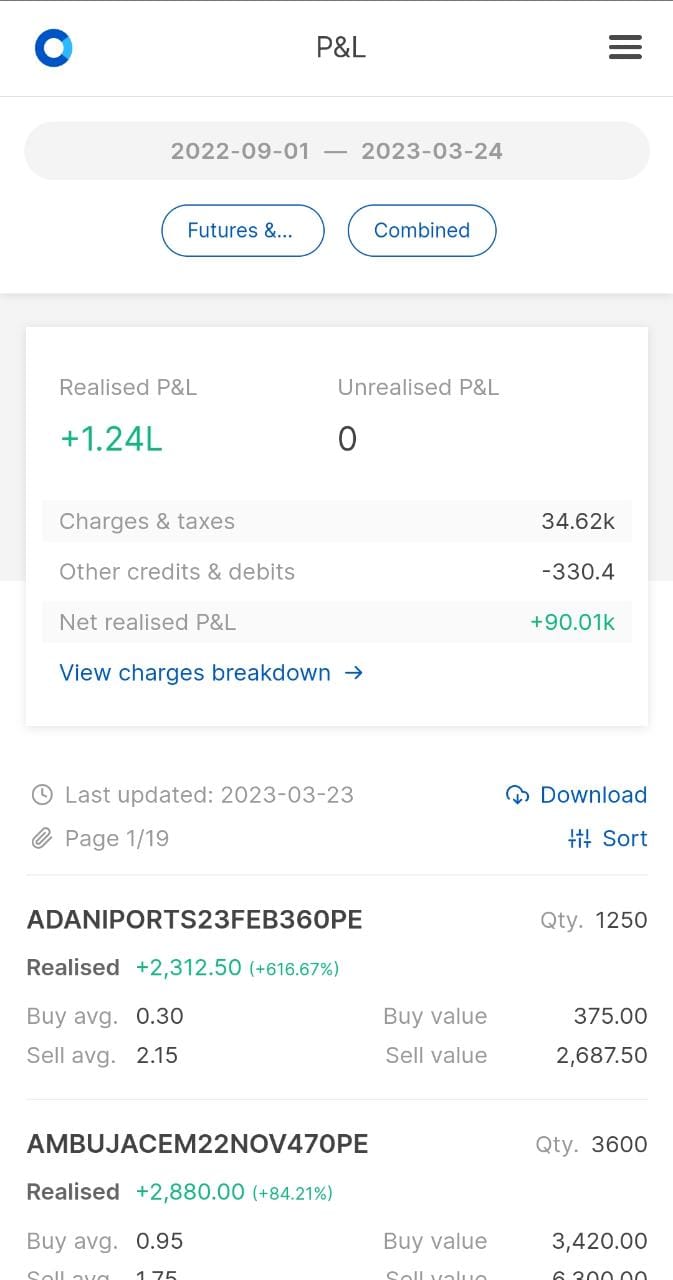 P&L
2022-09-01 — 2023-03-24
Futures &... Combined
Realised P&L Unrealised P&L
+1.24L 0
Charges & taxes 34.62k
Other credits & debits -330.4
Net realised P&L +90.01k
View charges breakdown →
Last updated: 2023-03-23 Download
Page 1/19 Sort
ADANIPORTS23FEB360PE Qty. 1250
Realised +2,312.50 (+616.67%)
Buy avg. 0.30 Buy value 375.00
Sell avg. 2.15 Sell value 2,687.50
AMBUJACEM22NOV470PE Qty. 3600
Realised +2,880.00 (+84.21%)
Buy avg. 0.95 Buy value 3,420.00
Sell avg. 1.75 Sell value 6,300.00